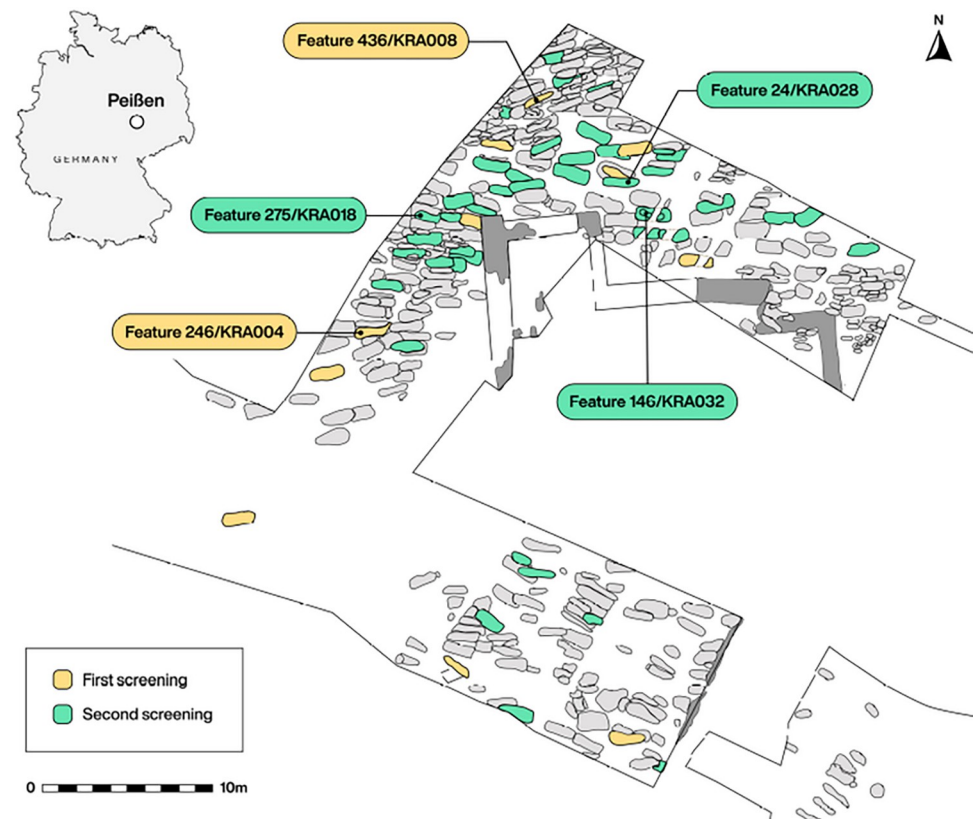 N
Feature 436/KRA008
Peißen
Feature 24/KRA028
GERMANY
Feature 275/KRA018
Feature 246/KRA004
Feature 146/KRA032
First screening
Second screening
0 10m